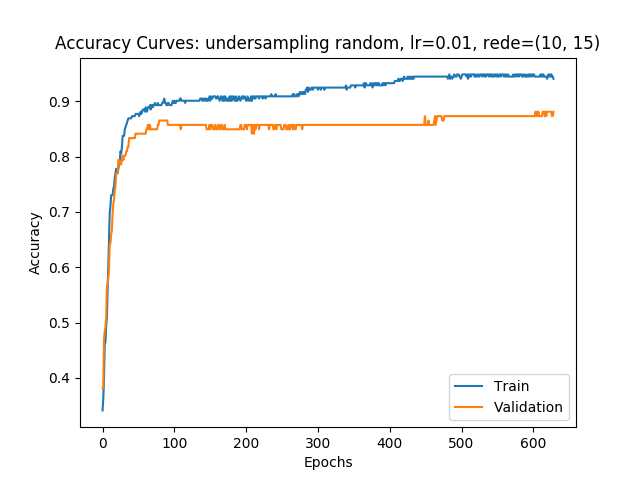 Accuracy Curves: undersampling random, lr=0.01, rede=(10, 15)
Accuracy
0.9
0.8
0.7
0.6
0.5
0.4
0 100 200 300 400 500 600
Epochs
Train
Validation